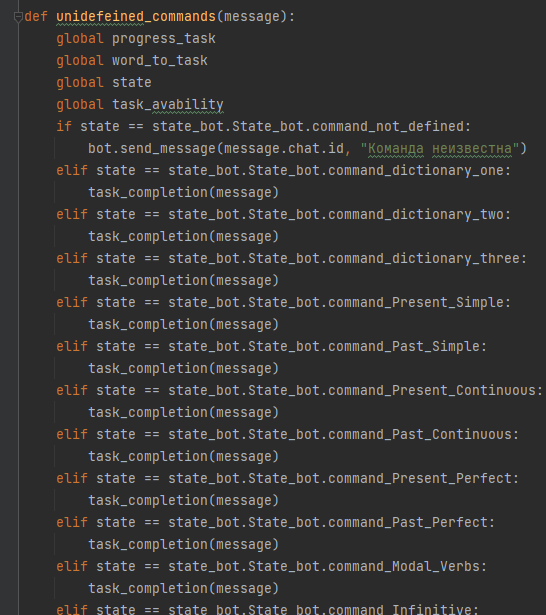 def unidefeined_commands(message):
global progress_task
global word_to_task
global state
global task_avability
if state == state_bot.State_bot.command_not_defined:
bot.send_message(message.chat.id, "Команда неизвестна")
elif state == state_bot.State_bot.command_dictionary_one:
task_completion(message)
elif state == state_bot.State_bot.command_dictionary_two:
task_completion(message)
elif state == state_bot.State_bot.command_dictionary_three:
task_completion(message)
elif state == state_bot.State_bot.command_Present_Simple:
task_completion(message)
elif state == state_bot.State_bot.command_Past_Simple:
task_completion(message)
elif state == state_bot.State_bot.command_Present_Continuous:
task_completion(message)
elif state == state_bot.State_bot.command_Past_Continuous:
task_completion(message)
elif state == state_bot.State_bot.command_Present_Perfect:
task_completion(message)
elif state == state_bot.State_bot.command_Past_Perfect:
task_completion(message)
elif state == state_bot.State_bot.command_Modal_Verbs:
task_completion(message)
elif state == state_bot.State_bot.command_Infinitive: